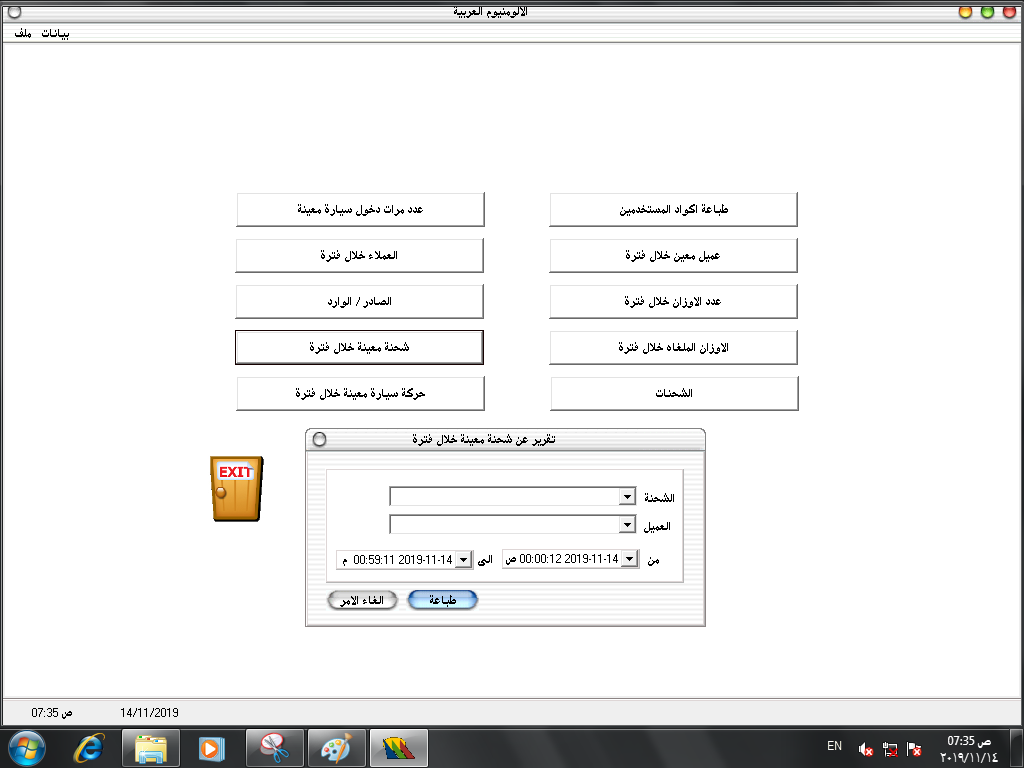 الالومنيوم العربية
ملف بيانات
طباعة اكواد المستخدمين
عدد مرات دخول سيارة معينة
عميل معين خلال فترة
العملاء خلال فترة
عدد الاوزان خلال فترة
الصادر / الوارد
الاوزان الملغاه خلال فترة
شحنة معينة خلال فترة
الشحنات
حركة سيارة معينة خلال فترة
EXIT
تقرير عن شحنة معينة خلال فترة
الشحنة
العميل
من 00:00:12 2019-11-14 ص الى 00:59:11 2019-11-14 م
طباعة الغاء الامر
07:35 ص 14/11/2019
EN
07:35 ص
٢٠١٩/١١/١٤